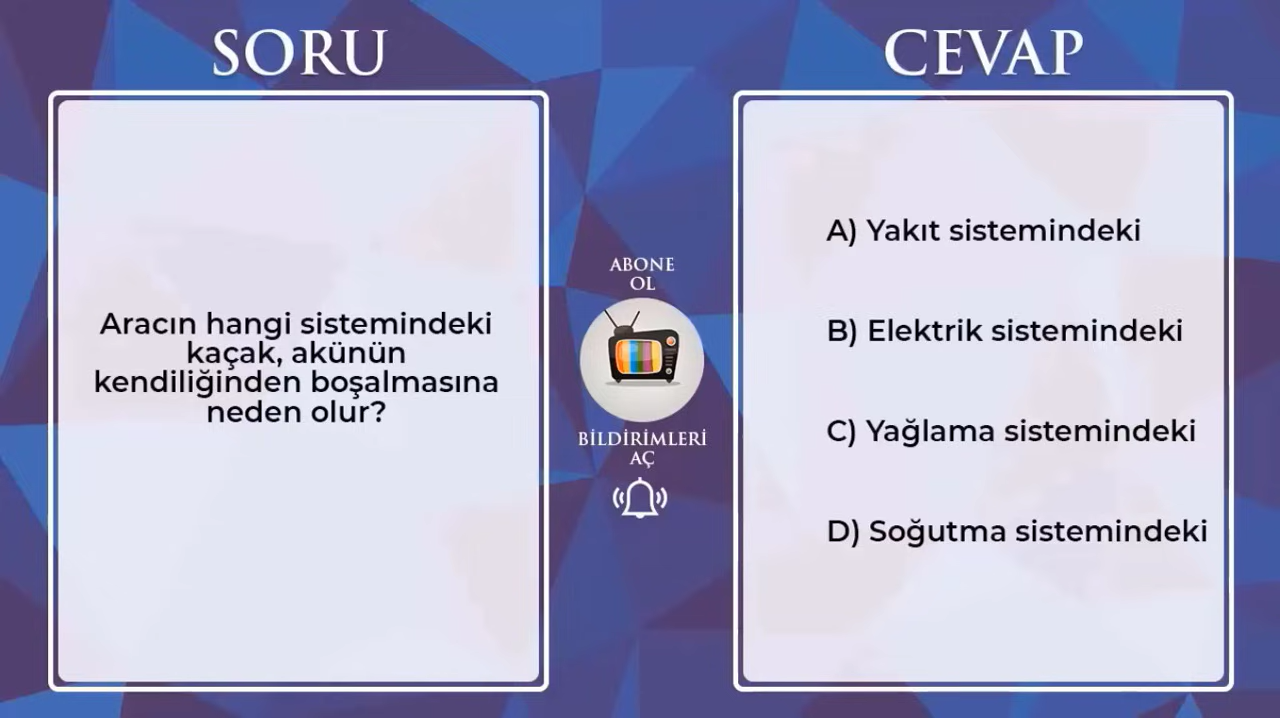 SORU
Aracın hangi sistemindeki
kaçak, akünün
kendiliğinden boşalmasına
neden olur?
ABONE
OL
BİLDİRİMLERİ
AÇ
CEVAP
A) Yakıt sistemindeki
B) Elektrik sistemindeki
C) Yağlama sistemindeki
D) Soğutma sistemindeki